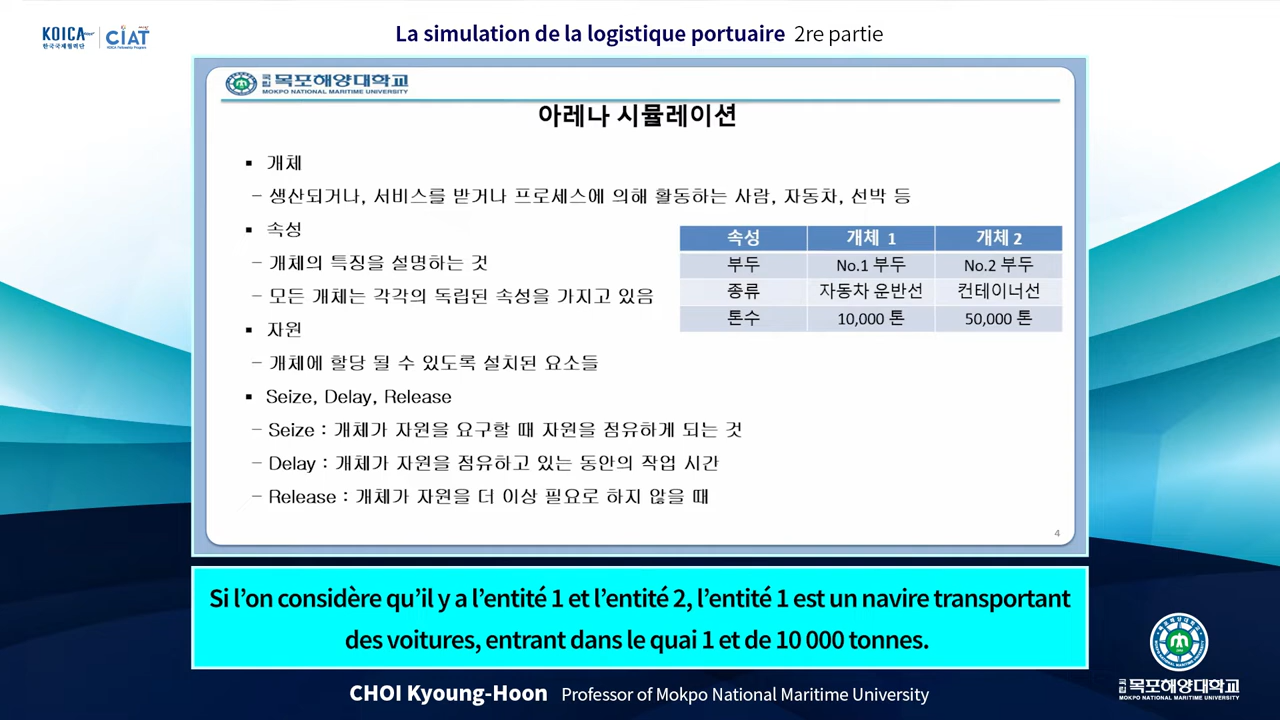 KOICA
한국국제협력단
CIAT
KOICA Fellowship Program
La simulation de la logistique portuaire 2re partie
국립 목포해양대학교
MOKPO NATIONAL MARITIME UNIVERSITY
아레나 시뮬레이션
▪ 개체
– 생산되거나, 서비스를 받거나 프로세스에 의해 활동하는 사람, 자동차, 선박 등
▪ 속성
– 개체의 특징을 설명하는 것
– 모든 개체는 각각의 독립된 속성을 가지고 있음
▪ 자원
– 개체에 할당 될 수 있도록 설치된 요소들
▪ Seize, Delay, Release
– Seize : 개체가 자원을 요구할 때 자원을 점유하게 되는 것
– Delay : 개체가 자원을 점유하고 있는 동안의 작업 시간
– Release : 개체가 자원을 더 이상 필요로 하지 않을 때
속성 개체 1 개체 2
부두 No.1 부두 No.2 부두
종류 자동차 운반선 컨테이너선
톤수 10,000 톤 50,000 톤
4
Si l’on considère qu’il y a l’entité 1 et l’entité 2, l’entité 1 est un navire transportant
des voitures, entrant dans le quai 1 et de 10 000 tonnes.
CHOI Kyoung-Hoon Professor of Mokpo National Maritime University
국립 목포해양대학교
MOKPO NATIONAL MARITIME UNIVERSITY